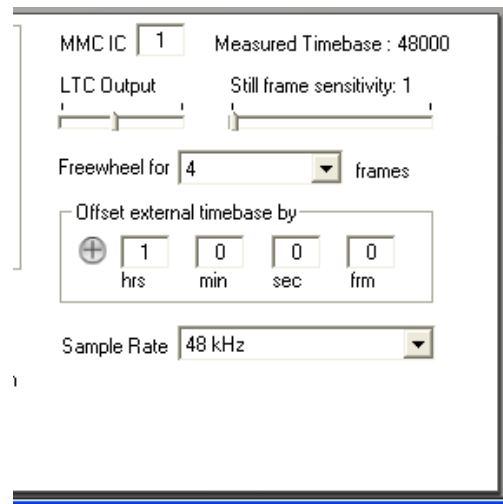 MMC IC 1 Measured Timebase : 48000
LTC Output Still frame sensitivity: 1
Freewheel for 4 frames
Offset external timebase by
1 0 0 0
hrs min sec frm
Sample Rate 48 kHz